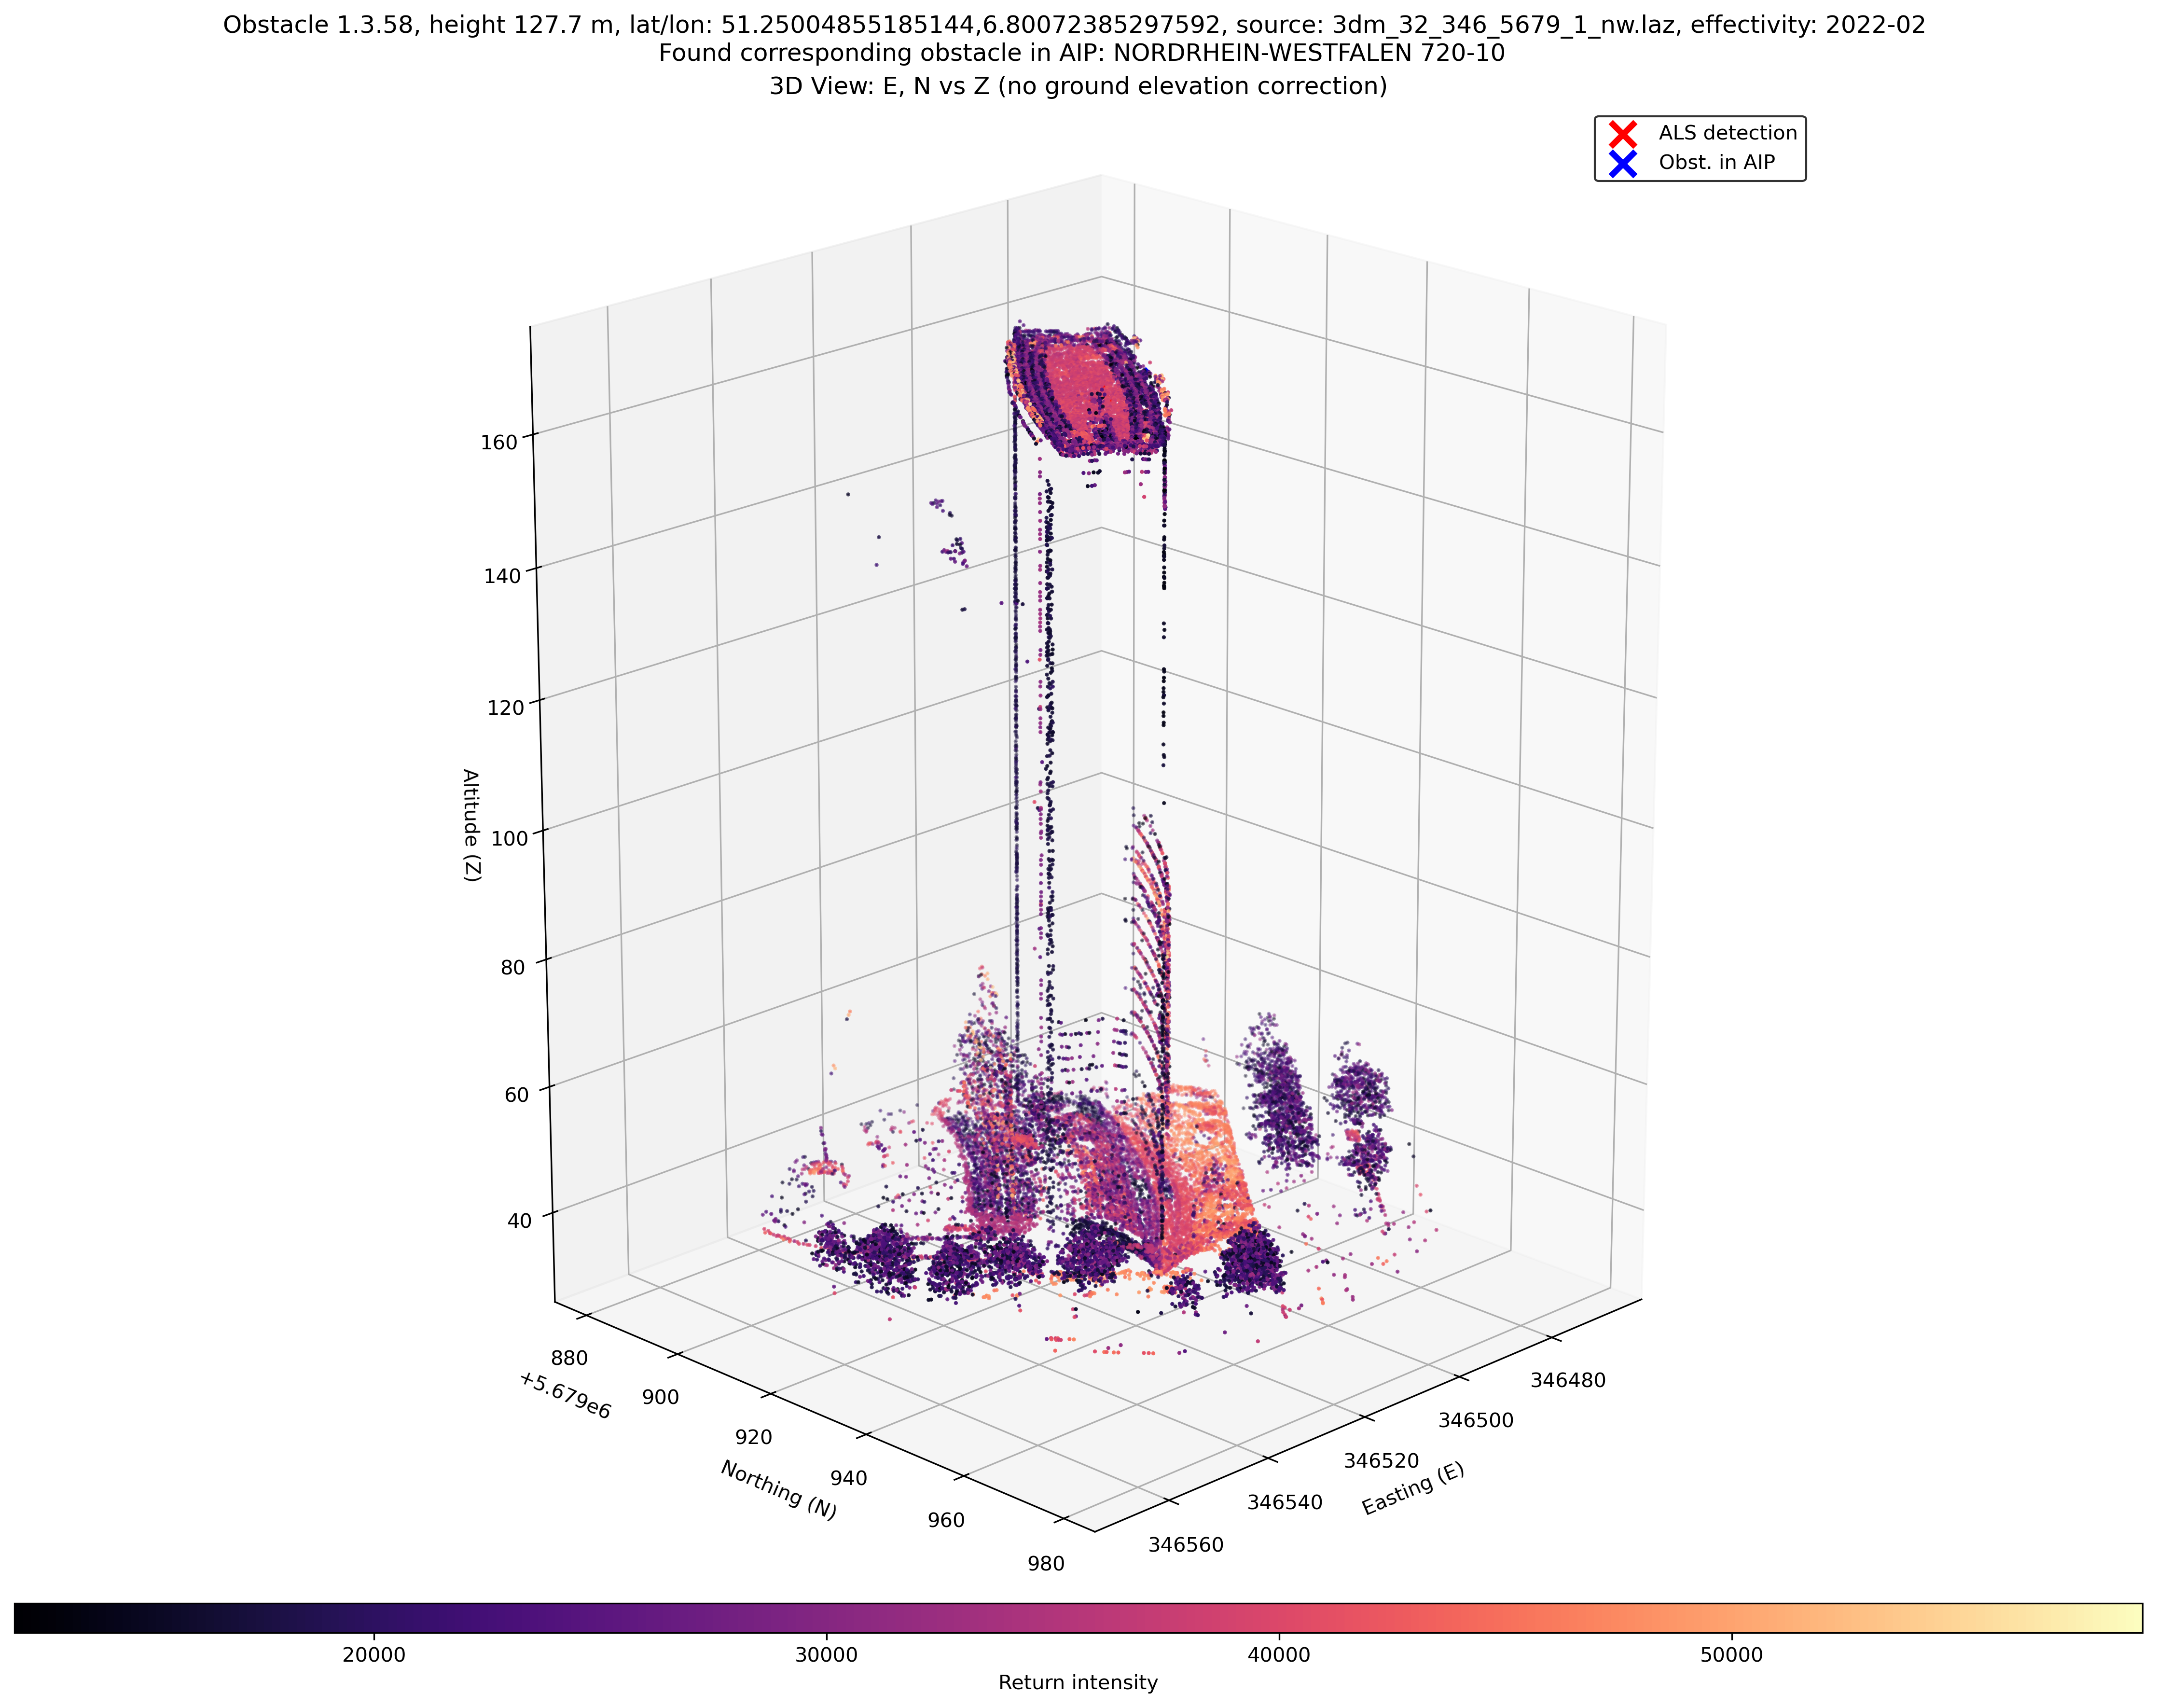 Obstacle 1.3.58, height 127.7 m, lat/lon: 51.25004855185144,6.80072385297592, source: 3dm_32_346_5679_1_nw.laz, effectivity: 2022-02
Found corresponding obstacle in AIP: NORDRHEIN-WESTFALEN 720-10
3D View: E, N vs Z (no ground elevation correction)
ALS detection
Obst. in AIP
160
140
120
100
80
60
40
Altitude (Z)
880
900
920
940
960
980
+5.679e6
Northing (N)
346480
346500
346520
346540
346560
Easting (E)
20000
30000
40000
50000
Return intensity